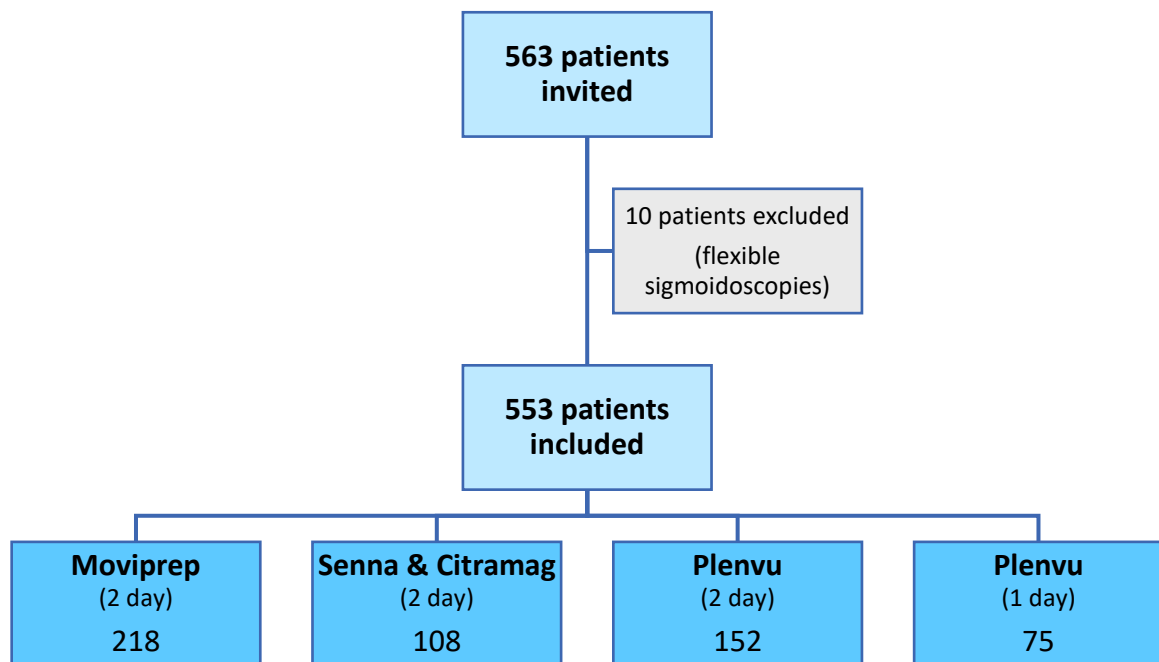 563 patients
invited
10 patients excluded
(flexible
sigmoidoscopies)
553 patients
included
Moviprep
(2 day)
218
Senna & Citramag
(2 day)
108
Plenvu
(2 day)
152
Plenvu
(1 day)
75